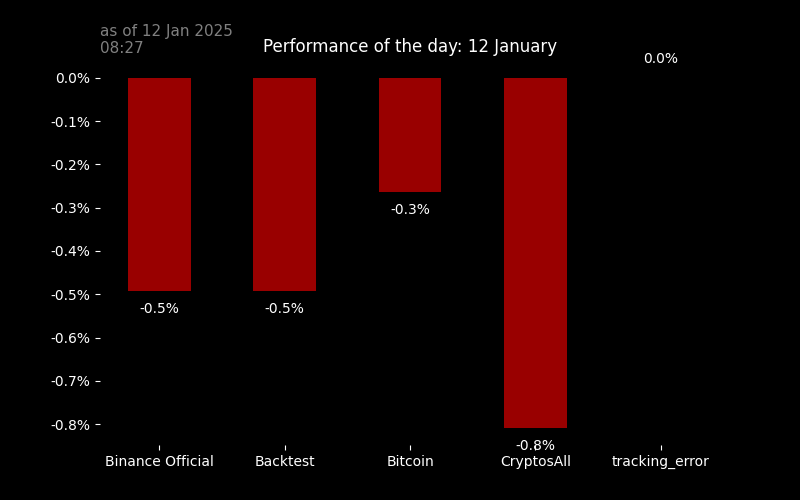 as of 12 Jan 2025
08:27
Performance of the day: 12 January
0.0%
0.0%
-0.1%
-0.2%
-0.3%
-0.3%
-0.4%
-0.5%
-0.5%
-0.5%
-0.6%
-0.7%
-0.8%
-0.8%
Binance Official
Backtest
Bitcoin
CryptosAll
tracking_error